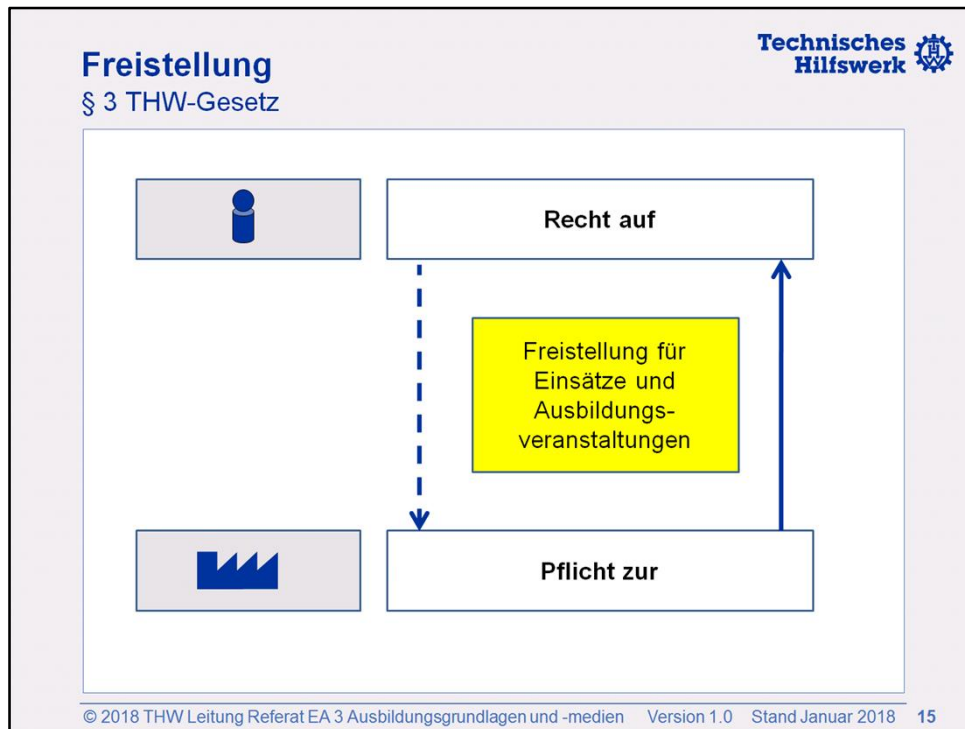 Freistellung
§ 3 THW-Gesetz
Technisches
Hilfswerk
THW
Recht auf
Freistellung für
Einsätze und
Ausbildungs-
veranstaltungen
Pflicht zur
© 2018 THW Leitung Referat EA 3 Ausbildungsgrundlagen und -medien Version 1.0 Stand Januar 2018 15